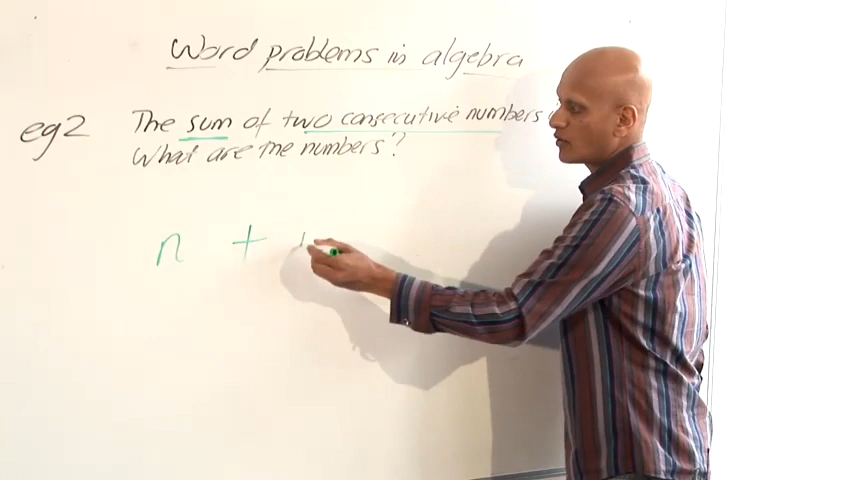 Word problems in algebra
eg2 The sum of two consecutive numbers
What are the numbers?
n +